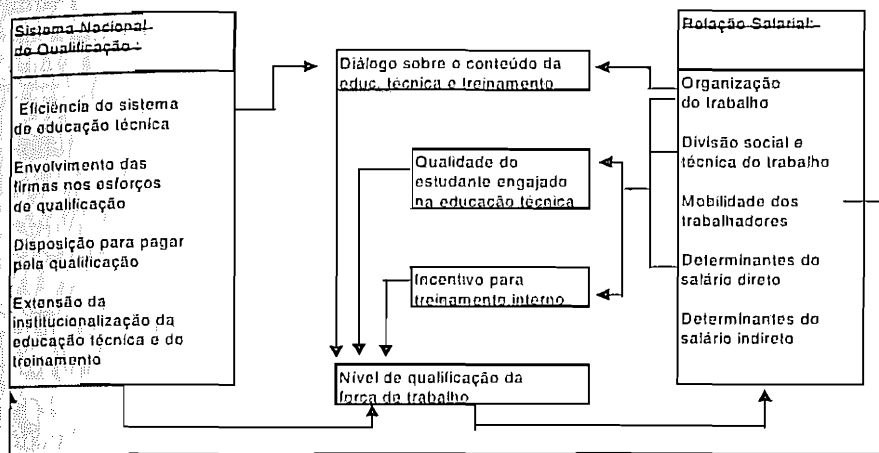 Sistema Nacional
de Qualificação :
Eficiência do sistema
de educação técnica
Envolvimento das
firmas nos esforços
de qualificação
Disposição para pagar
pela qualificação
Extensão da
institucionalização da
educação técnica e do
treinamento
Diálogo sobre o conteúdo da
educ. técnica e treinamento
Qualidade do
estudante engajado
na educação técnica
Incentivo para
treinamento interno
Nível de qualificação da
força de trabalho
Relação Salarial:
Organização
do trabalho
Divisão social e
técnica do trabalho
Mobilidade dos
trabalhadores
Determinantes do
salário direto
Determinantes do
salário indireto